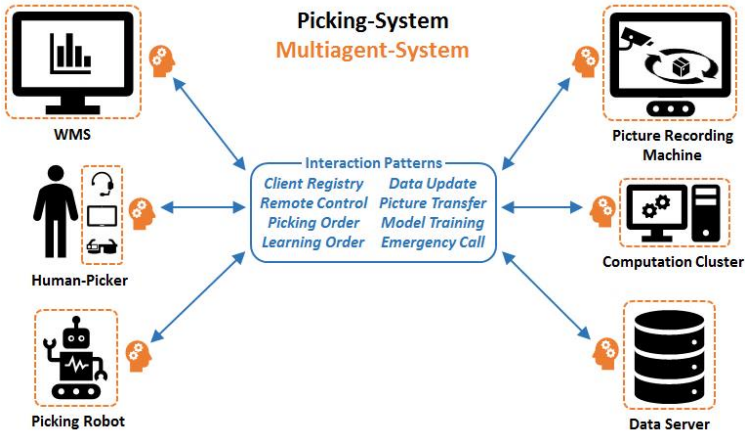 Picking-System
Multiagent-System
WMS
Picture Recording
Machine
Interaction Patterns
Client Registry Data Update
Remote Control Picture Transfer
Picking Order Model Training
Learning Order Emergency Call
Human-Picker
Computation Cluster
Picking Robot
Data Server